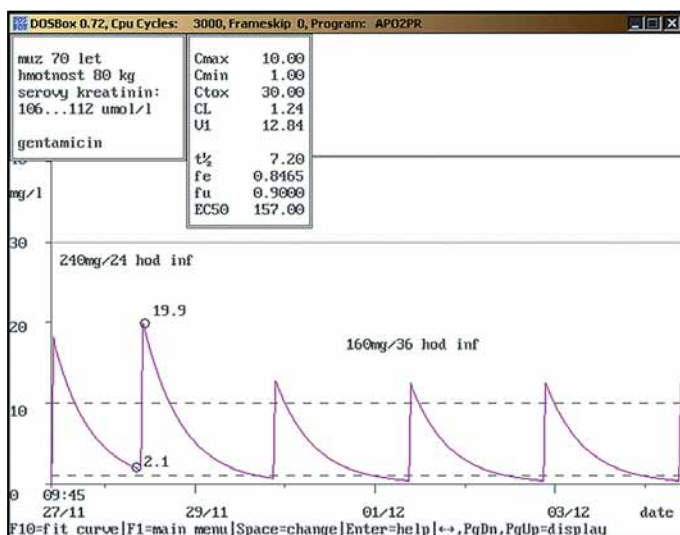 DOSBox 0.72, Cpu Cycles: 3000, Frameskip 0, Program: APO2PR
muz 70 let
hmotnost 80 kg
serovy kreatinin:
106...112 umol/l
gentamicin
Cmax 10.00
Cmin 1.00
Ctox 30.00
CL 1.24
V1 12.84
t½ 7.20
fe 0.8465
fu 0.9000
EC50 157.00
mg/l
30
240mg/24 hod inf
19.9
20
160mg/36 hod inf
10
2.1
0 09:45
27/11 29/11 01/12 03/12 date
F10=fit curve|F1=main menu|Space=change|Enter=help|↔,PgDn,PgUp=display